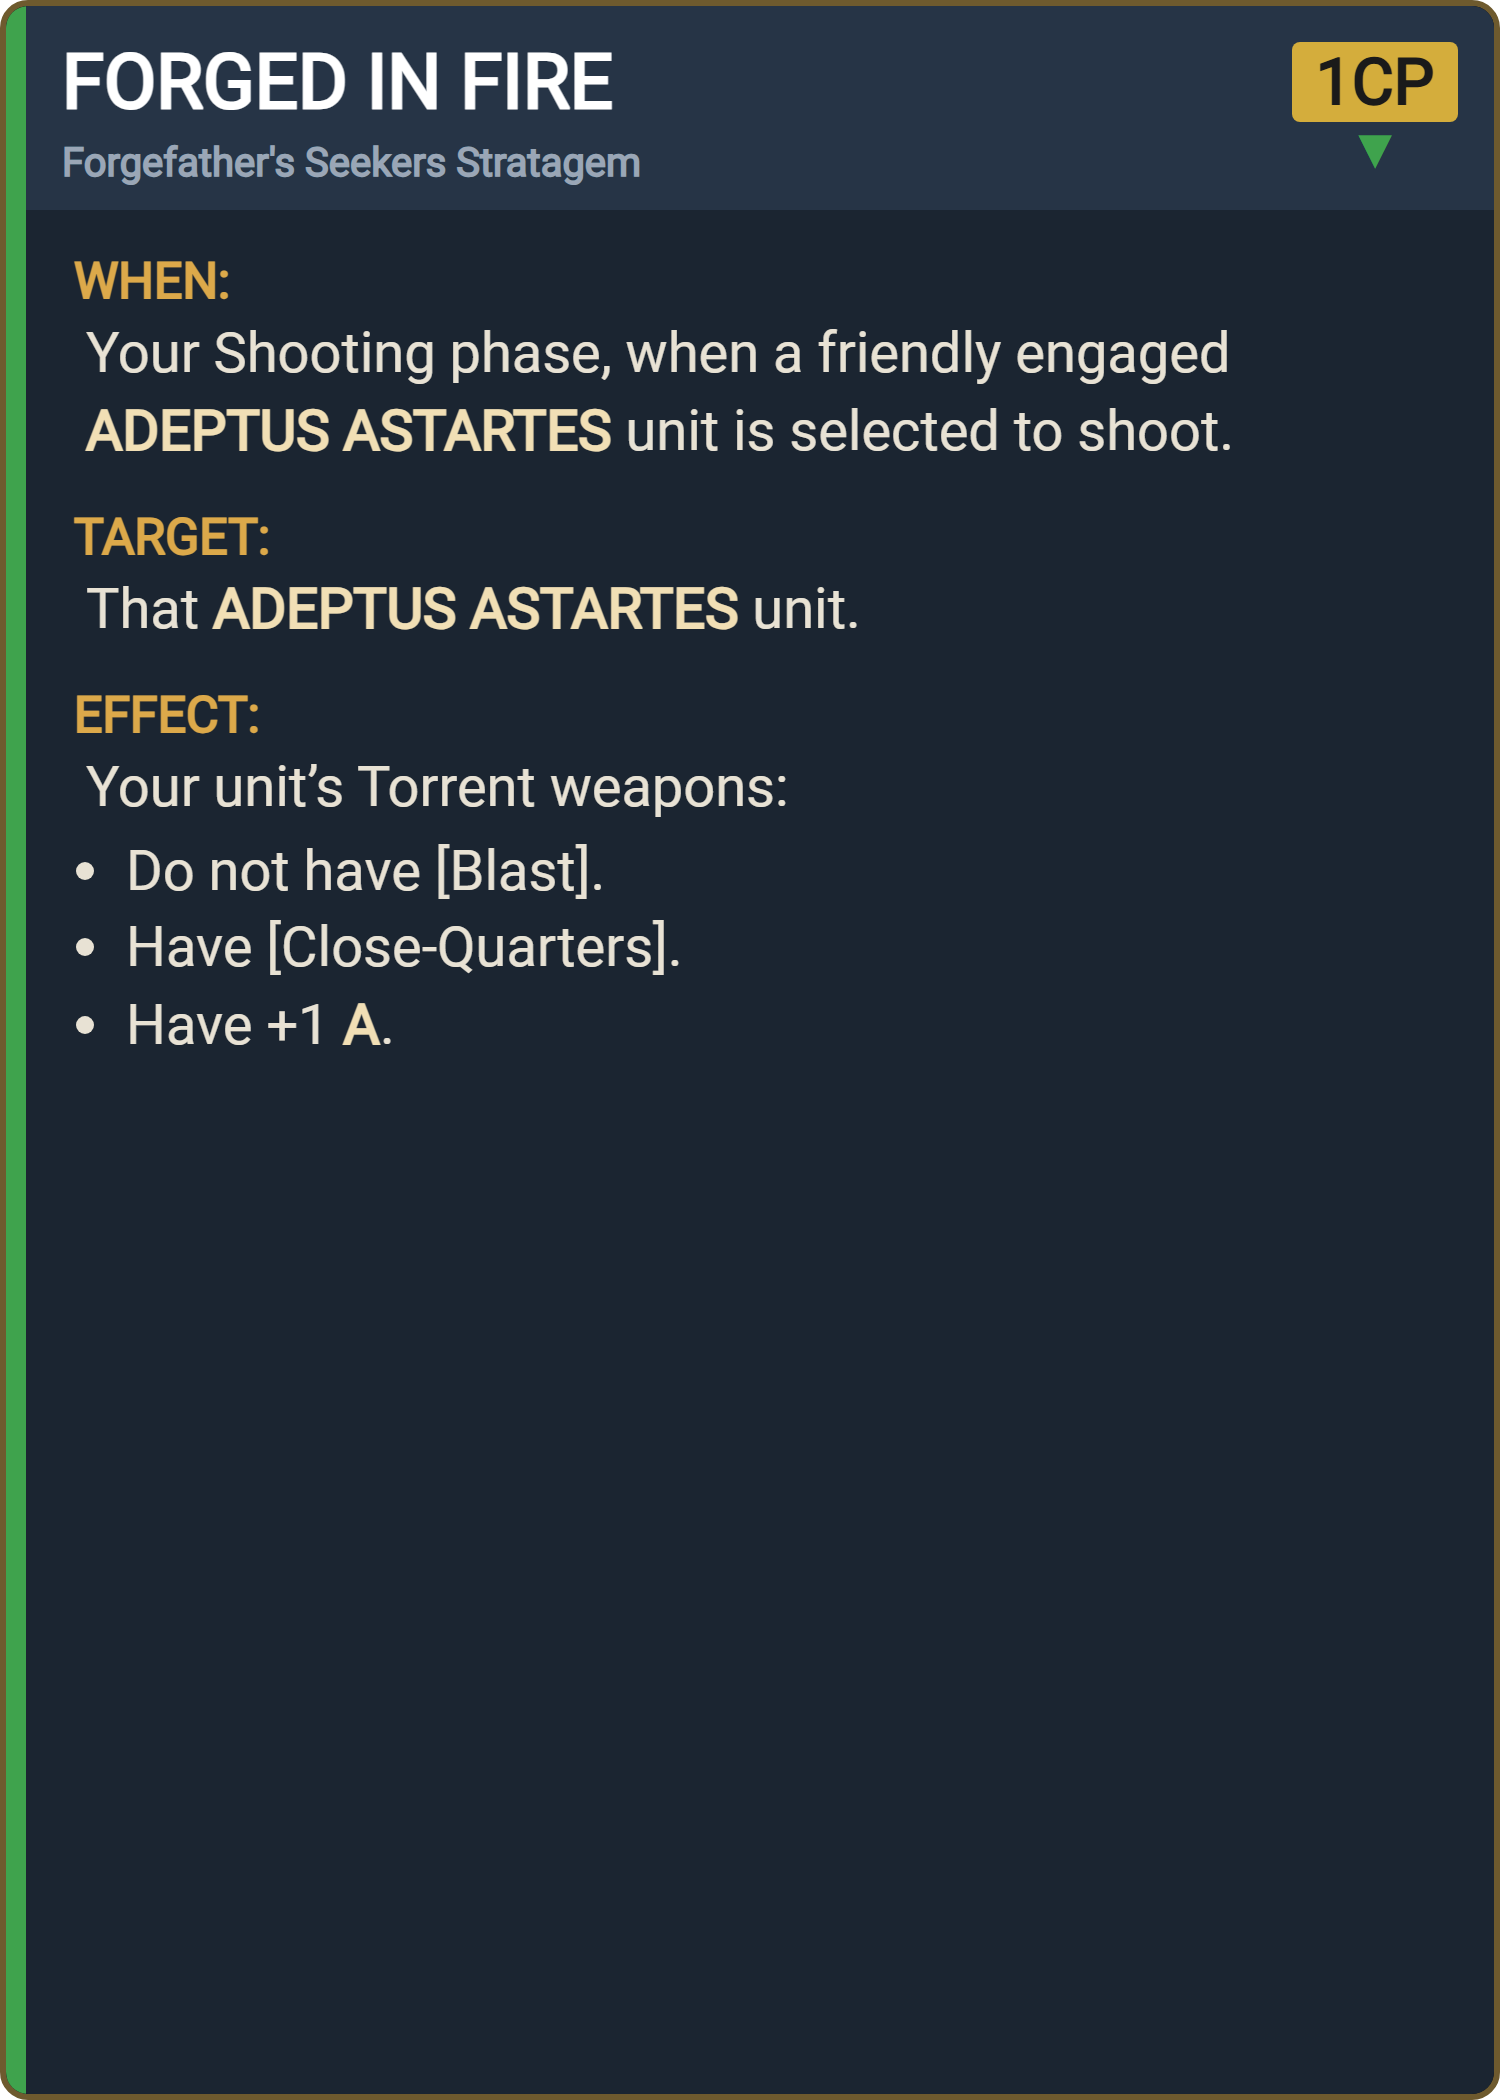 FORGED IN FIRE
1CP
Forgefather's Seekers Stratagem
WHEN:
Your Shooting phase, when a friendly engaged
ADEPTUS ASTARTES unit is selected to shoot.
TARGET:
That ADEPTUS ASTARTES unit.
EFFECT:
Your unit’s Torrent weapons:
• Do not have [Blast].
• Have [Close-Quarters].
• Have +1 A.